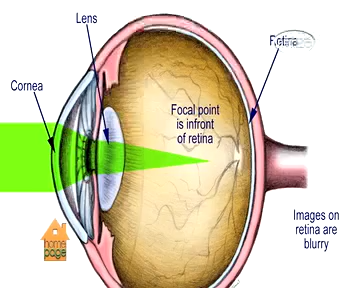 Lens
Retina
Cornea
Focal point
is infront
of retina
home
page
Images on
retina are
blurry